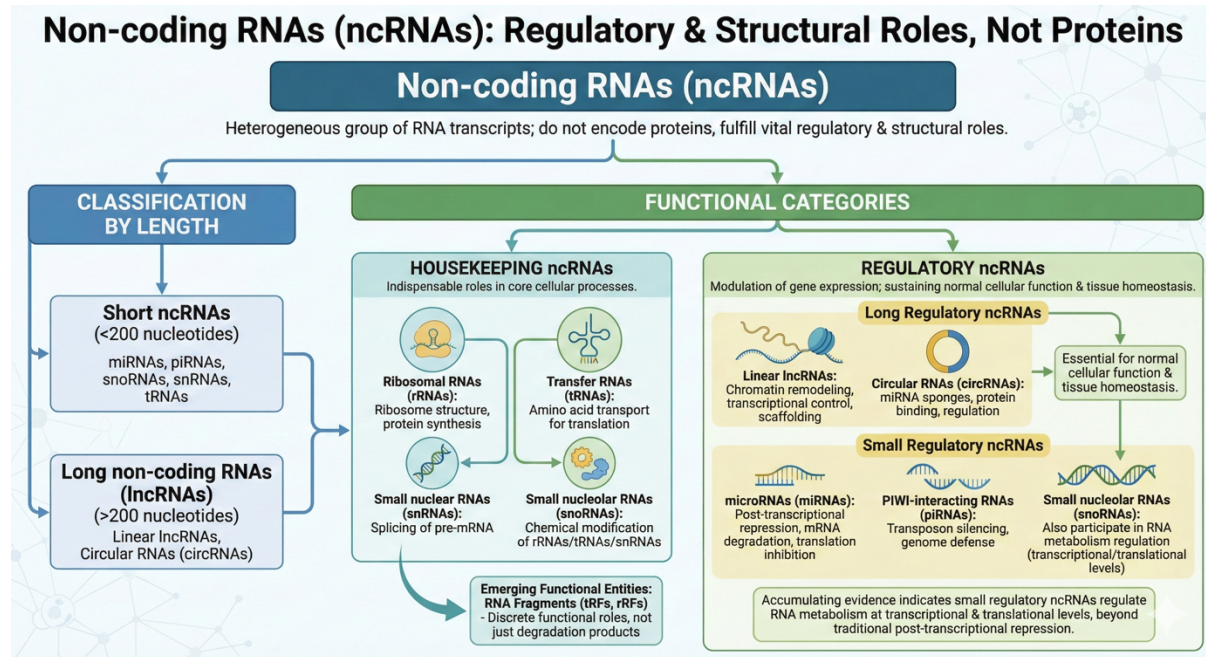 Non-coding RNAs (ncRNAs): Regulatory & Structural Roles, Not Proteins
Non-coding RNAs (ncRNAs)
Heterogeneous group of RNA transcripts; do not encode proteins, fulfill vital regulatory & structural roles.
CLASSIFICATION
BY LENGTH
Short ncRNAs
(<200 nucleotides)
miRNAs, piRNAs,
snoRNAs, snRNAs,
tRNAs
Long non-coding RNAs
(lncRNAs)
(>200 nucleotides)
Linear lncRNAs,
Circular RNAs (circRNAs)
FUNCTIONAL CATEGORIES
HOUSEKEEPING ncRNAs
Indispensable roles in core cellular processes.
Ribosomal RNAs
(rRNAs):
Ribosome structure,
protein synthesis
Transfer RNAs
(tRNAs):
Amino acid transport
for translation
Small nuclear RNAs
(snRNAs):
Splicing of pre-mRNA
Small nucleolar RNAs
(snoRNAs):
Chemical modification
of rRNAs/tRNAs/snRNAs
Emerging Functional Entities:
RNA Fragments (tRFs, rRFs)
- Discrete functional roles, not
just degradation products
REGULATORY ncRNAs
Modulation of gene expression; sustaining normal cellular function & tissue homeostasis.
Long Regulatory ncRNAs
Linear lncRNAs:
Chromatin remodeling,
transcriptional control,
scaffolding
Circular RNAs (circRNAs):
miRNA sponges, protein
binding, regulation
Essential for normal
cellular function &
tissue homeostasis.
Small Regulatory ncRNAs
microRNAs (miRNAs):
Post-transcriptional
repression, mRNA
degradation, translation
inhibition
PIWI-interacting RNAs
(piRNAs):
Transposon silencing,
genome defense
Small nucleolar RNAs
(snoRNAs):
Also participate in RNA
metabolism regulation
(transcriptional/translational
levels)
Accumulating evidence indicates small regulatory ncRNAs regulate
RNA metabolism at transcriptional & translational levels, beyond
traditional post-transcriptional repression.